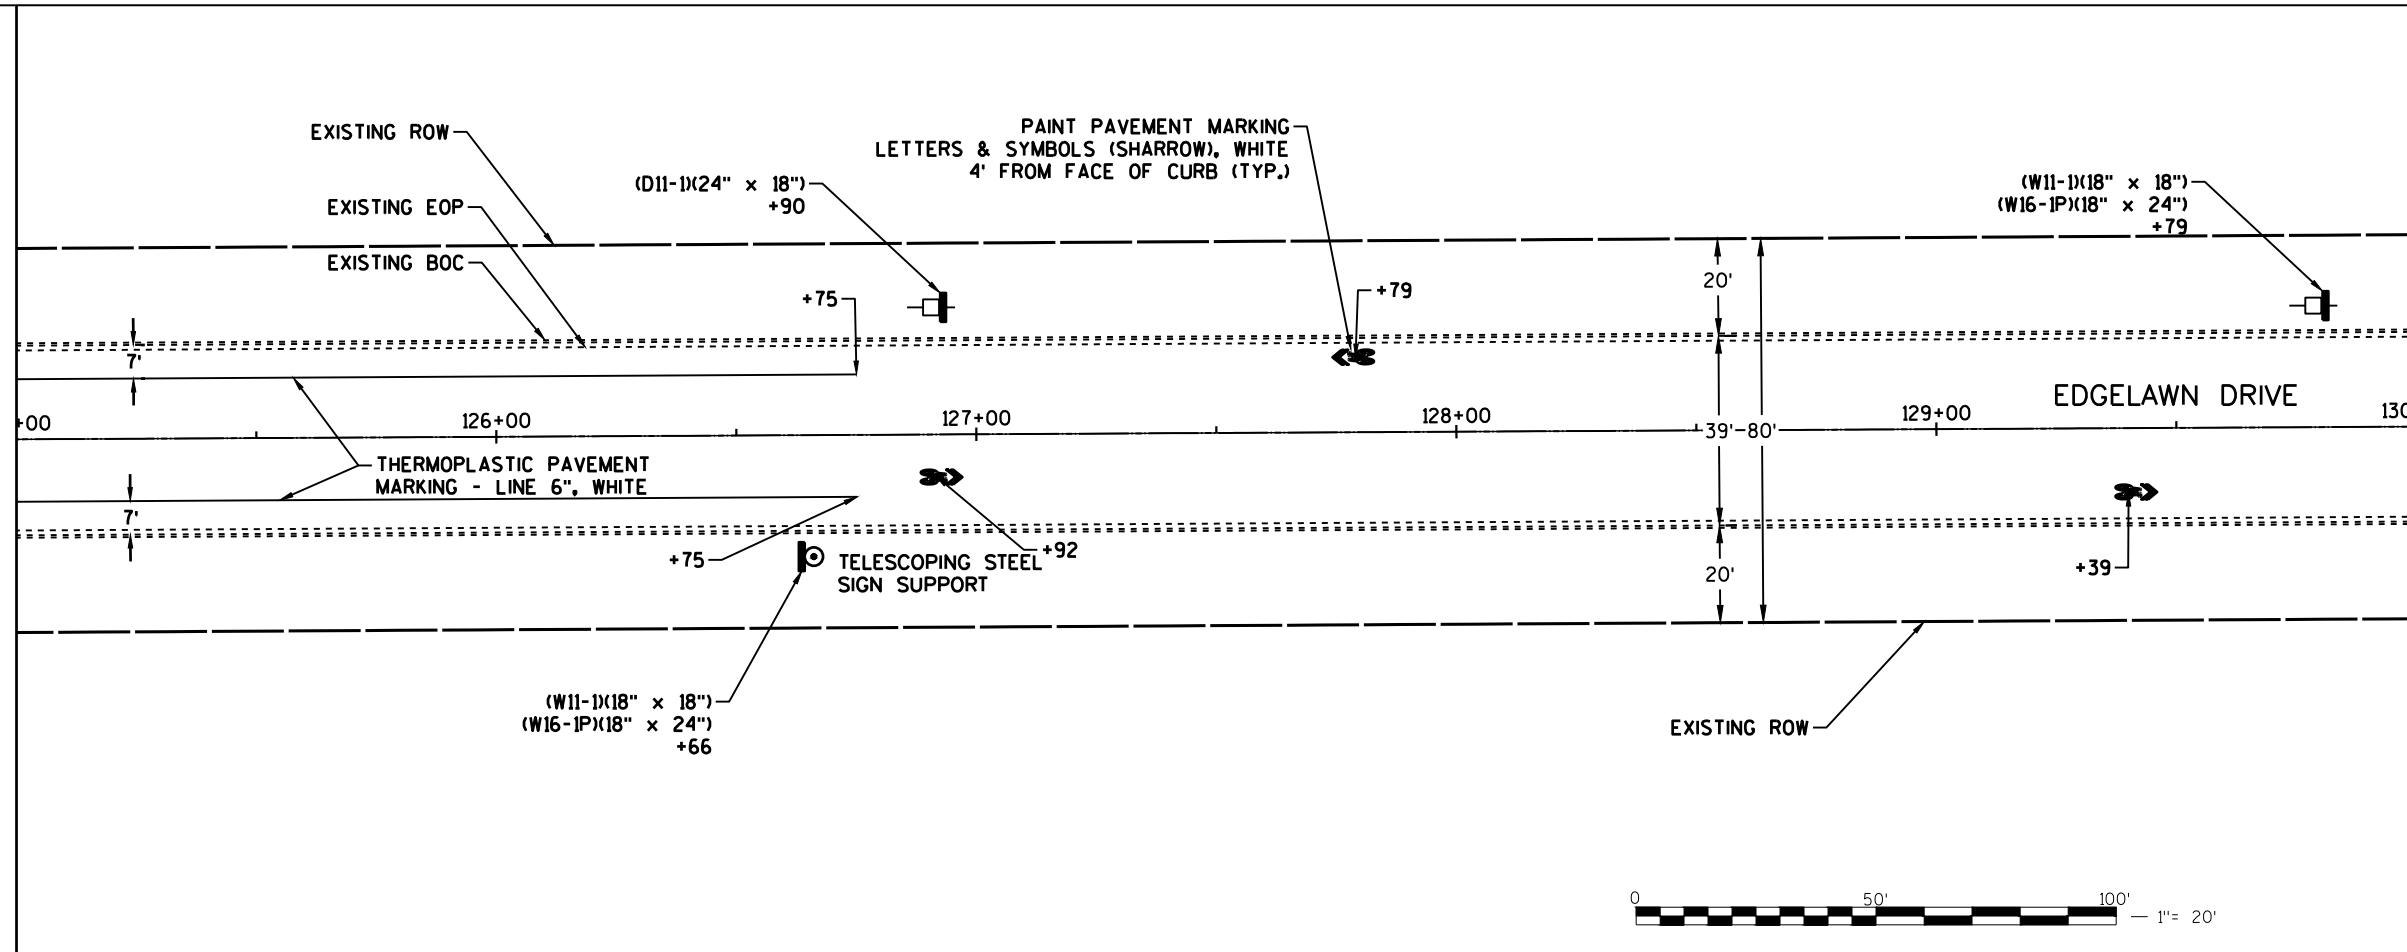 EXISTING ROW
EXISTING EOP
EXISTING BOC
(D11-1)(24" x 18")
+90
PAINT PAVEMENT MARKING
LETTERS & SYMBOLS (SHARROW), WHITE
4' FROM FACE OF CURB (TYP.)
(W11-1)(18" x 18")
(W16-1P)(18" x 24")
+79
+75
+79
20'
7'
EDGELAWN DRIVE
+00
126+00
127+00
128+00
129+00
130
39'
80'
THERMOPLASTIC PAVEMENT
MARKING - LINE 6", WHITE
7'
+75
+92
TELESCOPING STEEL
SIGN SUPPORT
20'
+39
(W11-1)(18" x 18")
(W16-1P)(18" x 24")
+66
EXISTING ROW
0 50' 100'
1"= 20'